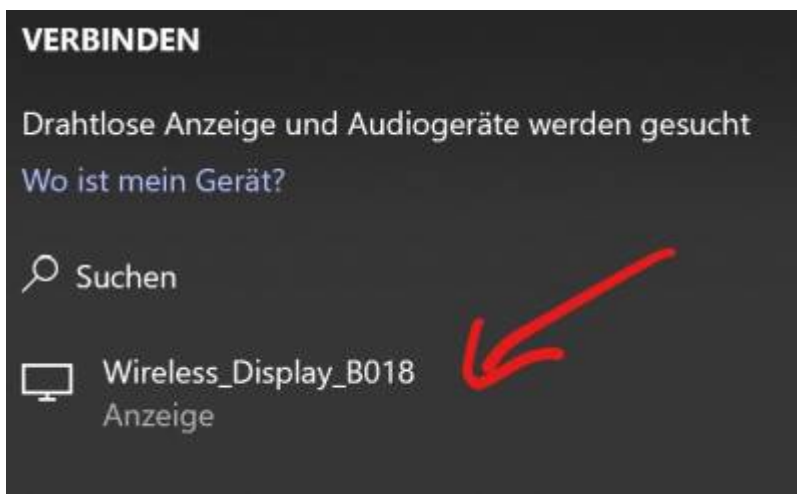 VERBINDEN
Drahtlose Anzeige und Audiogeräte werden gesucht
Wo ist mein Gerät?
Suchen
Wireless_Display_B018
Anzeige